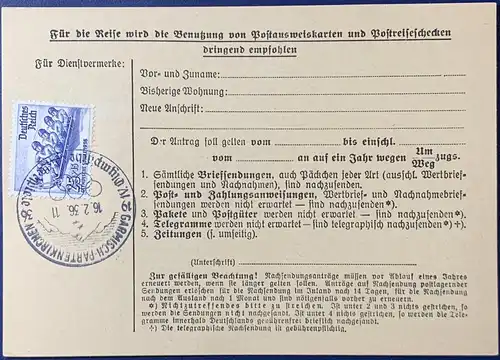 Für die Reise wird die Benutzung von Postausweiskarten und Postreiseschecken
dringend empfohlen
Für Dienstvermerke:
Vor- und Zuname:
Bisherige Wohnung:
Neue Anschrift:
Der Antrag soll gelten vom bis einschl.
vom an auf ein Jahr wegen Um zugs.
Weg
1. Sämtliche Briefsendungen, auch Päckchen jeder Art (ausschl. Wertbrief-
sendungen und Nachnahmen), sind nachzusenden.
2. Post- und Zahlungsanweisungen, Wertbrief- und Nachnahmebrief-
sendungen werden nicht erwartet — sind nachzusenden*).
3. Pakete und Postgüter werden nicht erwartet — sind nachzusenden*).
4. Telegramme werden nicht erwartet — sind telegraphisch nachzusenden*)+).
5. Zeitungen (s. umseitig).
(Unterschrift)
Zur gefälligen Beachtung! Nachsendungsanträge müssen vor Ablauf eines Jahres
erneuert werden, wenn sie länger gelten sollen. Anträge auf Nachsendung postlagernder
Sendungen erlöschen für die Nachsendung im Inland nach 14 Tagen, für die Nachsendung
nach dem Ausland nach 1 Monat und sind nötigenfalls vorher zu erneuern.
*) Nichtzutreffendes bitte zu streichen. Ist unter 2 und 3 nichts gestrichen, so
werden die Sendungen nicht nachgesandt. Ist unter 4 nichts gestrichen, so werden die Tele-
gramme innerhalb Deutschlands gebührenfrei brieflich nachgesandt.
+) Die telegraphische Nachsendung ist gebührenpflichtig.
Deutsches
Reich
GARMISCH-PARTENKIRCHEN
16.2.36.11